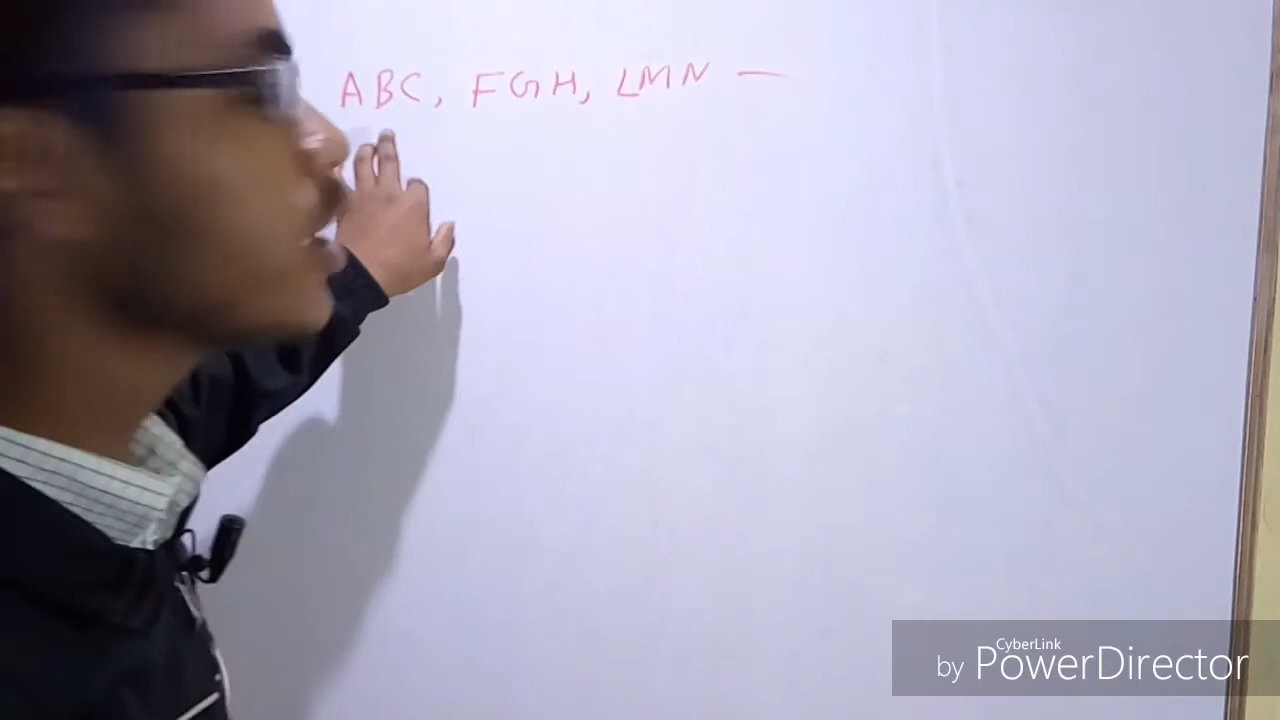 ABC, FGH, LMN —
CyberLink
by PowerDirector